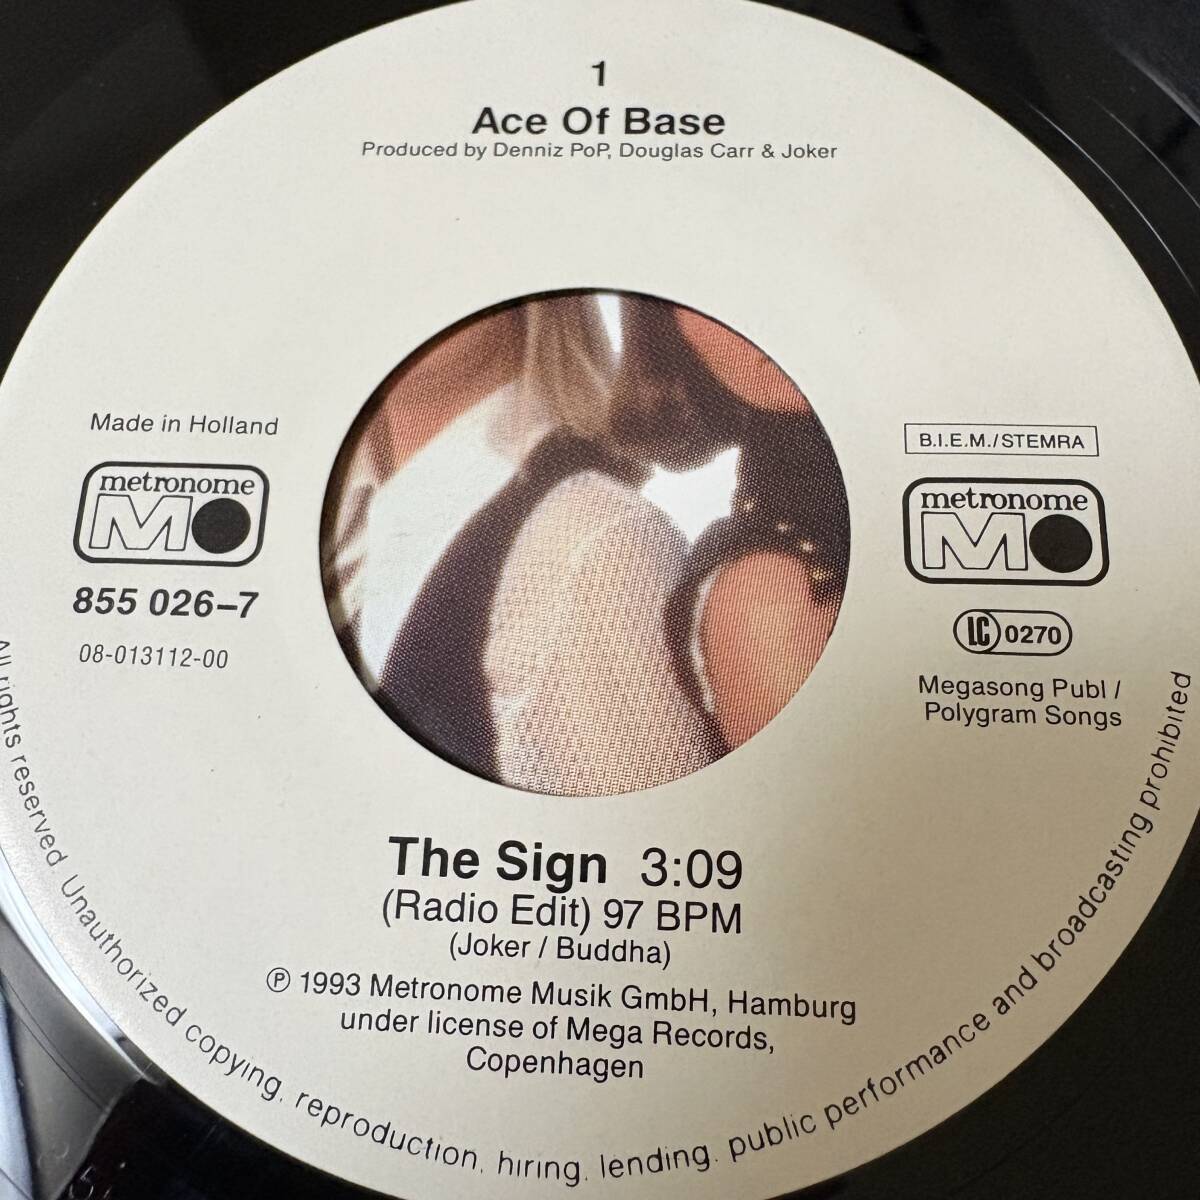 1
Ace Of Base
Produced by Denniz PoP, Douglas Carr & Joker
Made in Holland
metronome
855 026-7
08-013112-00
B.I.E.M./STEMRA
metronome
LC 0270
Megasong Publ /
Polygram Songs
The Sign 3:09
(Radio Edit) 97 BPM
(Joker / Buddha)
℗ 1993 Metronome Musik GmbH, Hamburg
under license of Mega Records,
Copenhagen
All rights reserved. Unauthorized copying, reproduction, hiring, lending, public performance and broadcasting prohibited